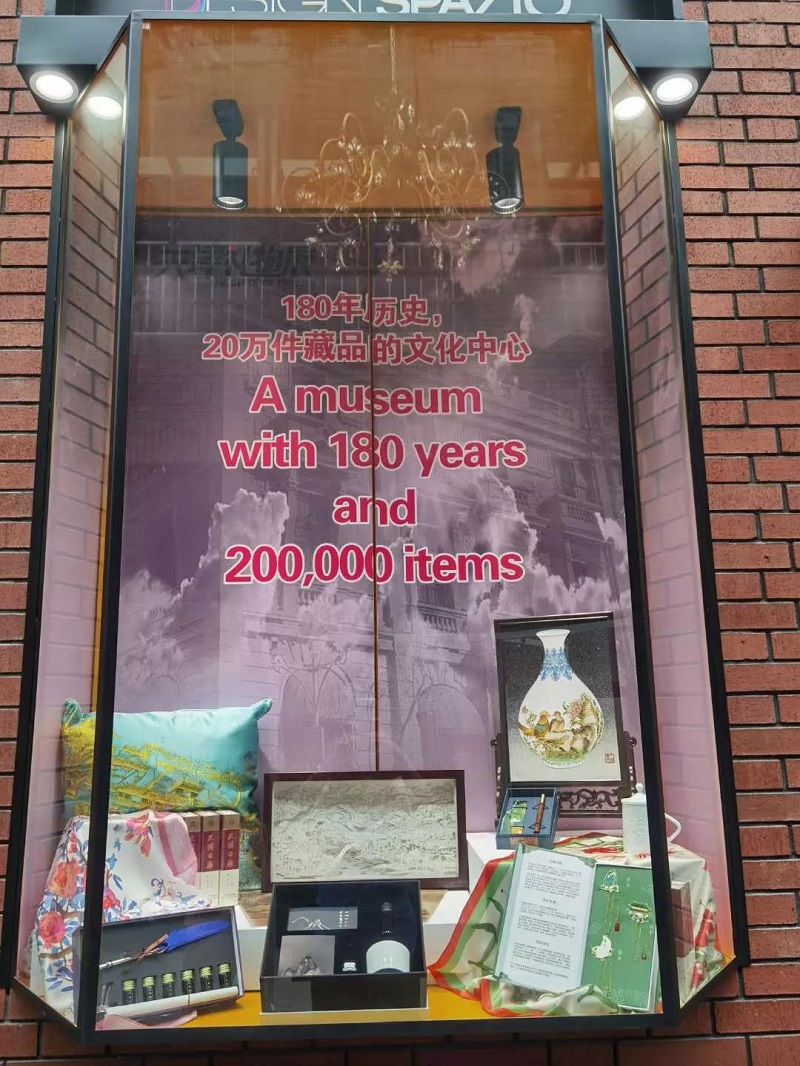 DESIGN SPAZIO
180年历史，
20万件藏品的文化中心
A museum
with 180 years
and
200,000 items